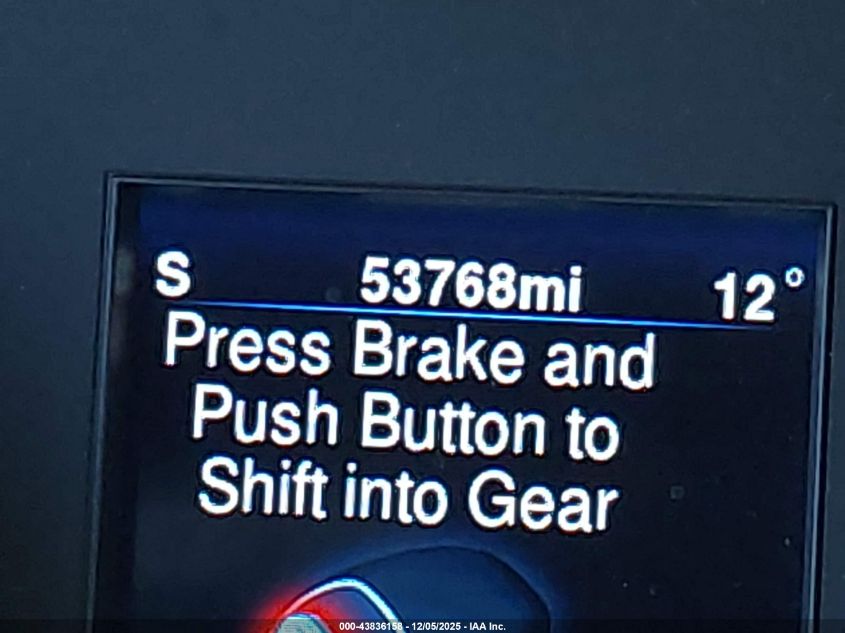 S 53768mi 12°
Press Brake and
Push Button to
Shift into Gear
000-43836158 - 12/05/2025 - IAA Inc.